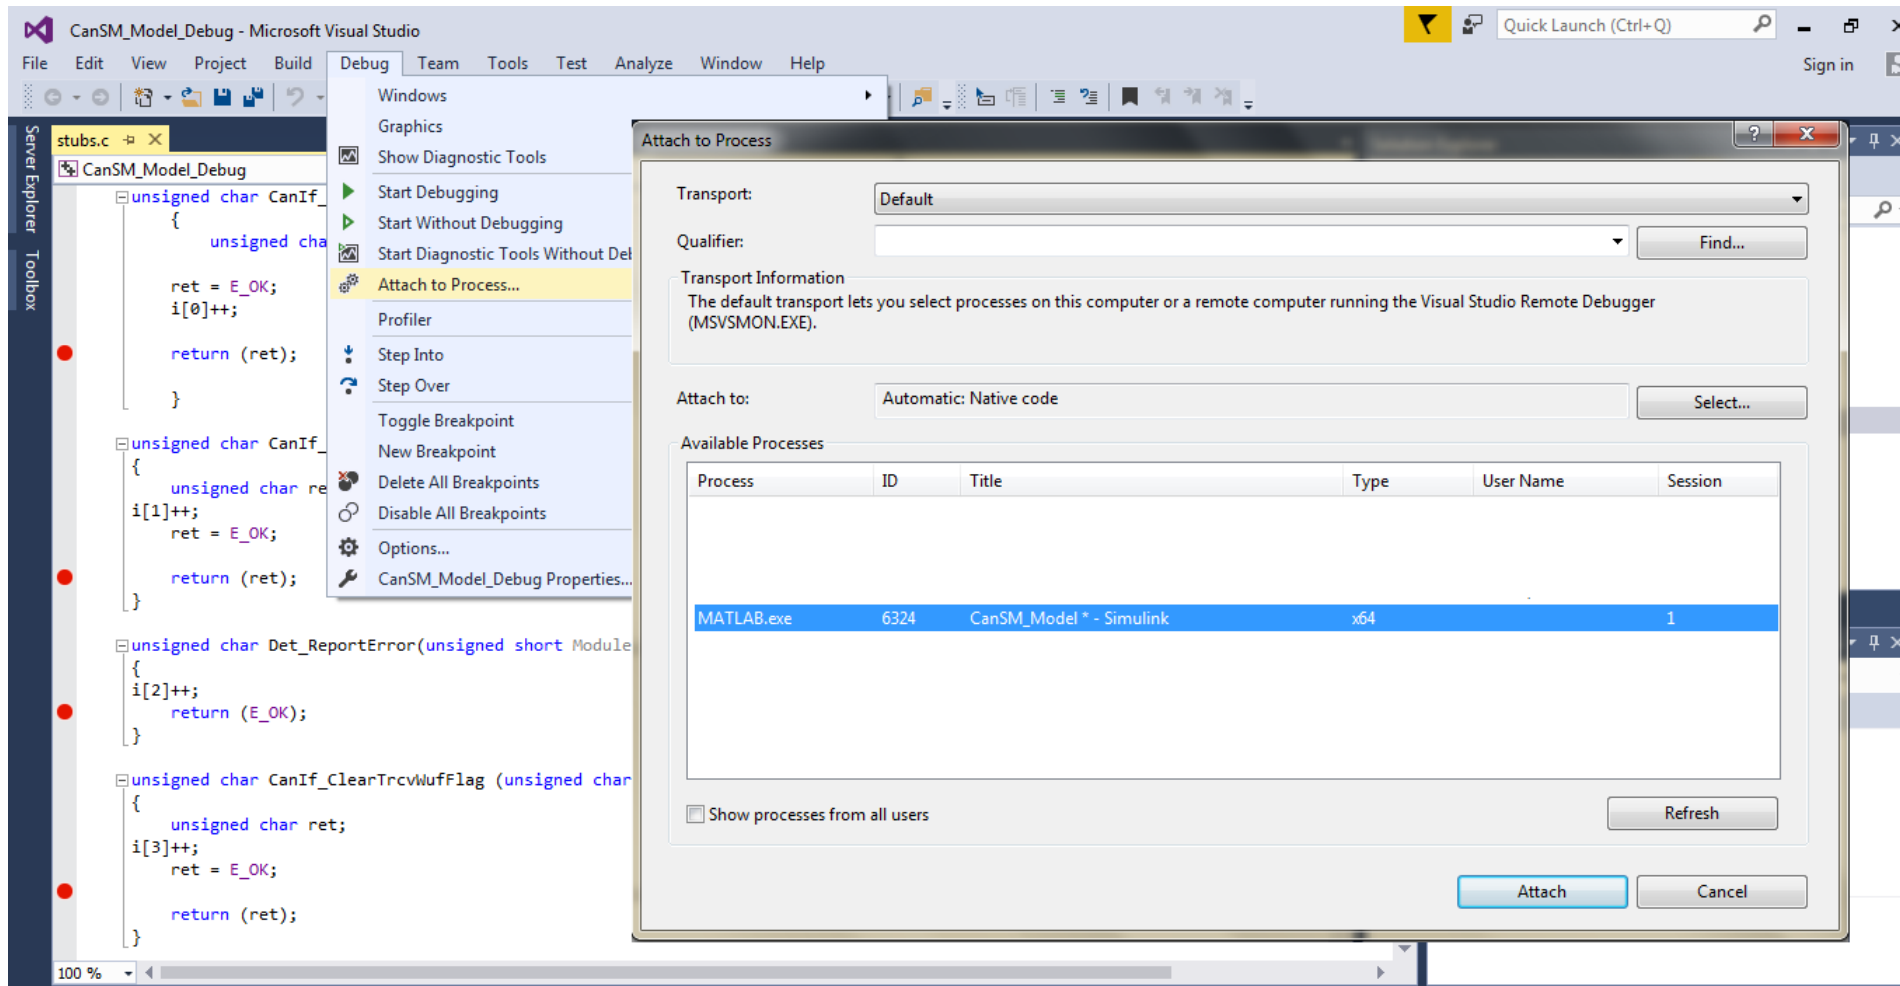 CanSM_Model_Debug - Microsoft Visual Studio
Quick Launch (Ctrl+Q)
File Edit View Project Build Debug Team Tools Test Analyze Window Help
Sign in
Server Explorer
Toolbox
stubs.c
CanSM_Model_Debug
unsigned char CanIf_
{
unsigned cha
ret = E_OK;
i[0]++;
return (ret);
}
unsigned char CanIf_
{
unsigned char re
i[1]++;
ret = E_OK;
return (ret);
}
unsigned char Det_ReportError(unsigned short Module
{
i[2]++;
return (E_OK);
}
unsigned char CanIf_ClearTrcvWufFlag (unsigned char
{
unsigned char ret;
i[3]++;
ret = E_OK;
return (ret);
}
100 %
Windows
Graphics
Show Diagnostic Tools
Start Debugging
Start Without Debugging
Start Diagnostic Tools Without Deb
Attach to Process...
Profiler
Step Into
Step Over
Toggle Breakpoint
New Breakpoint
Delete All Breakpoints
Disable All Breakpoints
Options...
CanSM_Model_Debug Properties...
Attach to Process
Transport: Default
Qualifier: Find...
Transport Information
The default transport lets you select processes on this computer or a remote computer running the Visual Studio Remote Debugger
(MSVSMON.EXE).
Attach to: Automatic: Native code Select...
Available Processes
Process ID Title Type User Name Session
MATLAB.exe 6324 CanSM_Model * - Simulink x64 1
Show processes from all users
Refresh
Attach Cancel